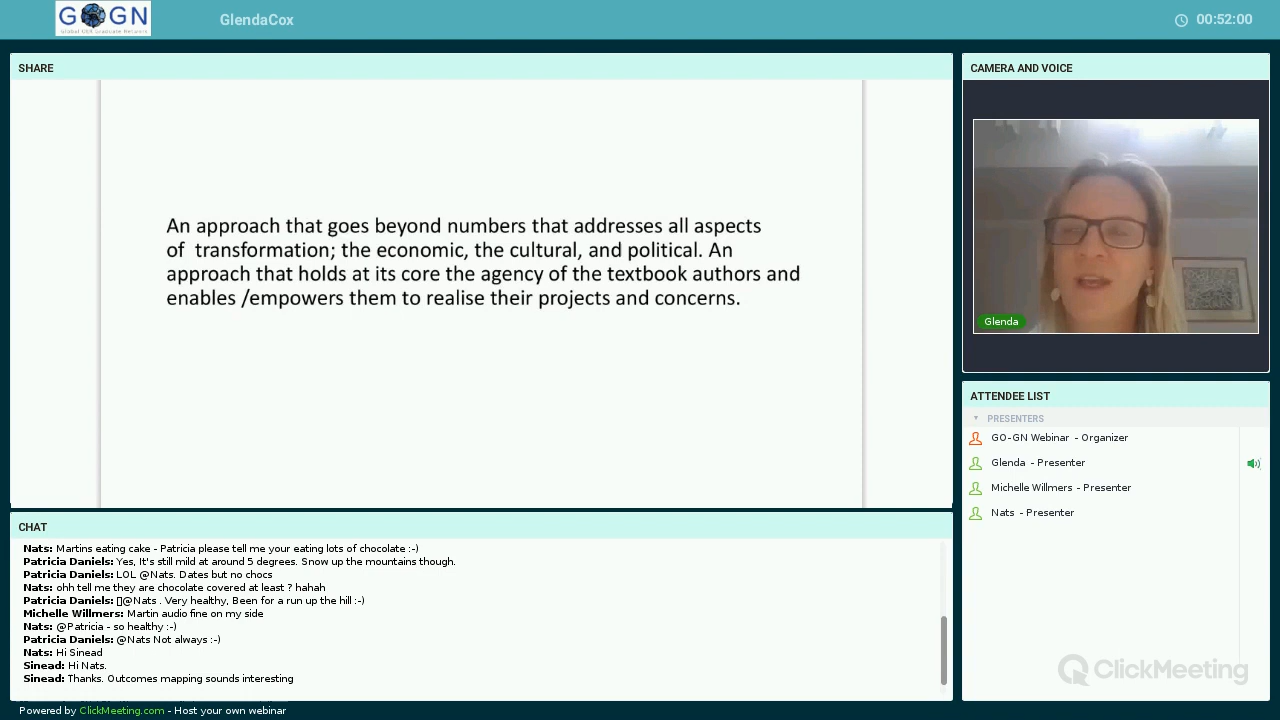 GO GN
Global OER Graduate Network
GlendaCox
00:52:00
SHARE
An approach that goes beyond numbers that addresses all aspects
of  transformation; the economic, the cultural, and political. An
approach that holds at its core the agency of the textbook authors and
enables /empowers them to realise their projects and concerns.
CAMERA AND VOICE
Glenda
ATTENDEE LIST
PRESENTERS
GO-GN Webinar - Organizer
Glenda - Presenter
Michelle Willmers - Presenter
Nats - Presenter
ClickMeeting
CHAT
Nats: Martins eating cake - Patricia please tell me your eating lots of chocolate :-)
Patricia Daniels: Yes, It's still mild at around 5 degrees. Snow up the mountains though.
Patricia Daniels: LOL @Nats. Dates but no chocs
Nats: ohh tell me they are chocolate covered at least ? hahah
Patricia Daniels: @Nats . Very healthy, Been for a run up the hill :-)
Michelle Willmers: Martin audio fine on my side
Nats: @Patricia - so healthy :-)
Patricia Daniels: @Nats Not always :-)
Nats: Hi Sinead
Sinead: Hi Nats.
Sinead: Thanks. Outcomes mapping sounds interesting
Powered by ClickMeeting.com - Host your own webinar